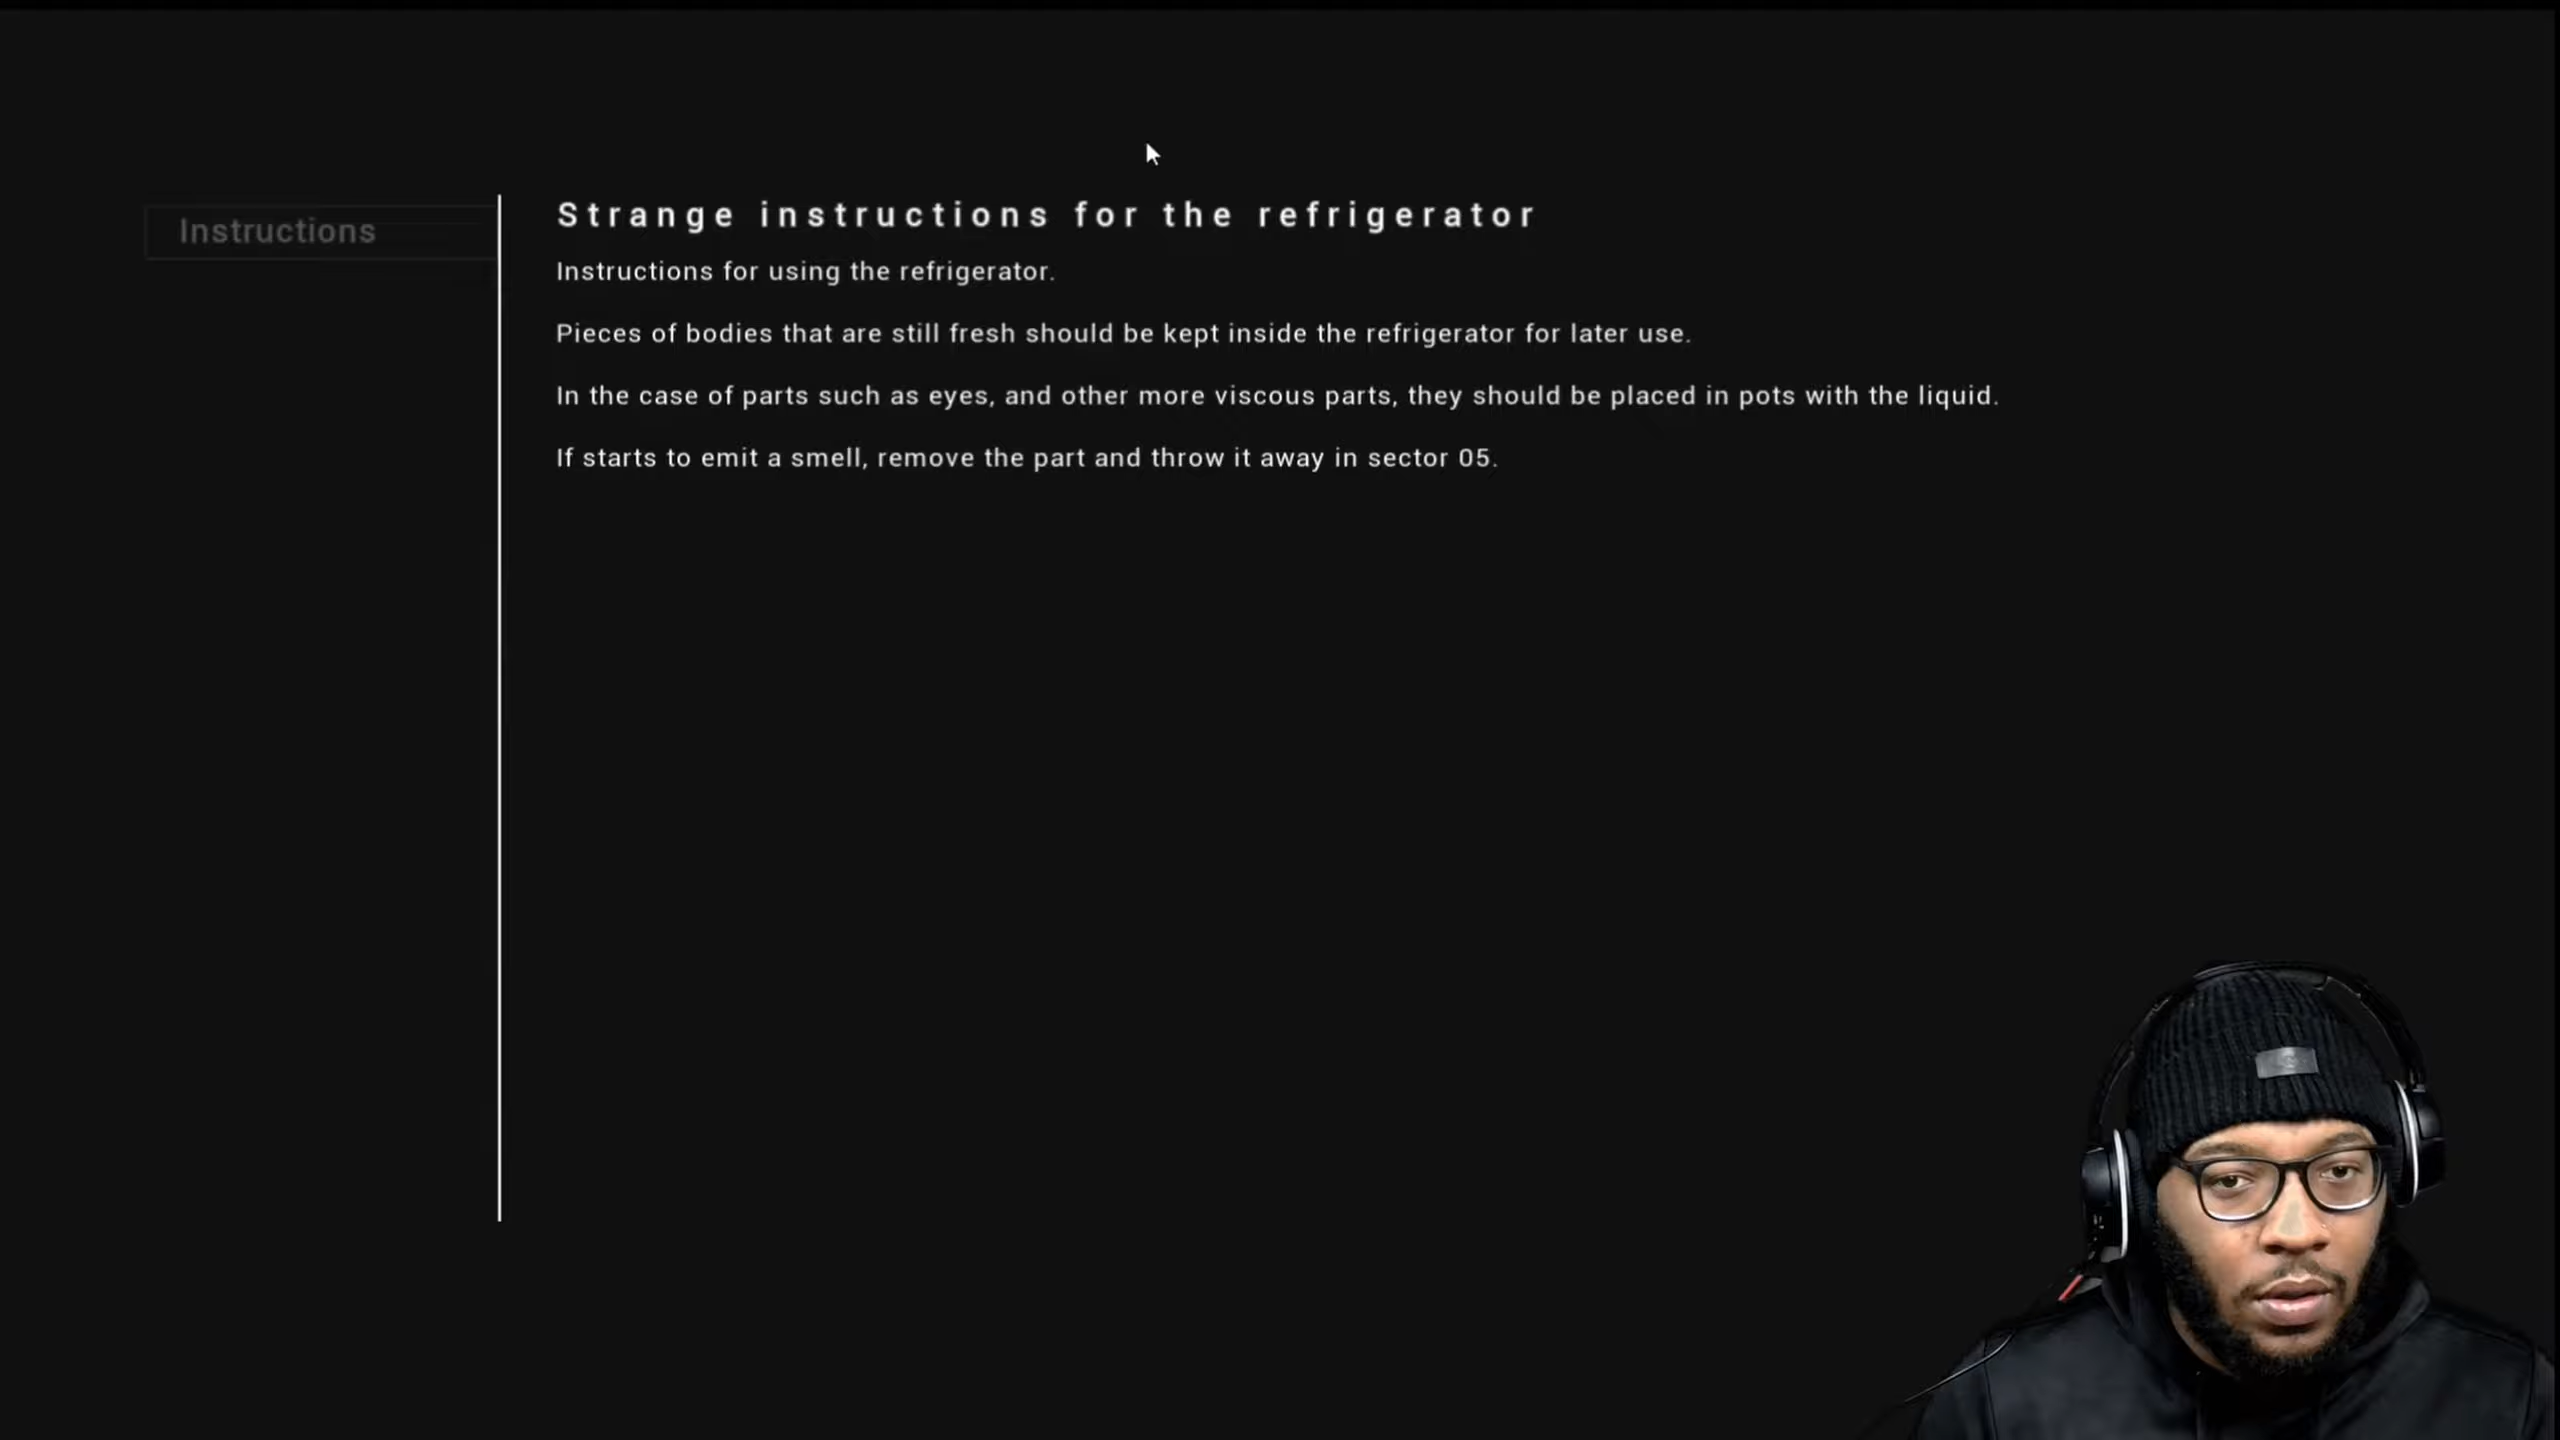 Instructions
Strange instructions for the refrigerator
Instructions for using the refrigerator.
Pieces of bodies that are still fresh should be kept inside the refrigerator for later use.
In the case of parts such as eyes, and other more viscous parts, they should be placed in pots with the liquid.
If starts to emit a smell, remove the part and throw it away in sector 05.